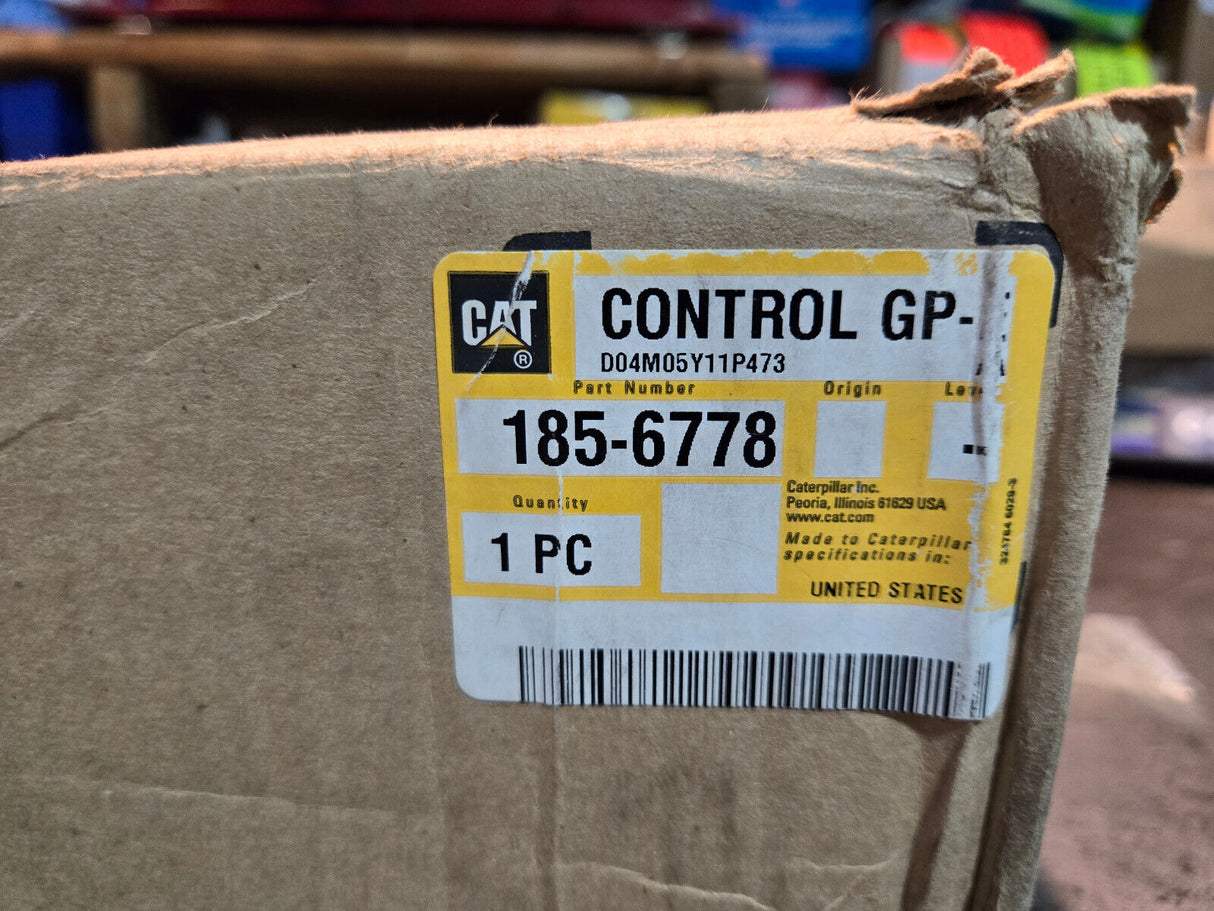 CAT
®
CONTROL GP-
D04M05Y11P473
Part Number
Origin
185-6778
Quantity
1 PC
Caterpillar Inc.
Peoria, Illinois 61629 USA
www.cat.com
Made to Caterpillar
specifications in:
UNITED STATES